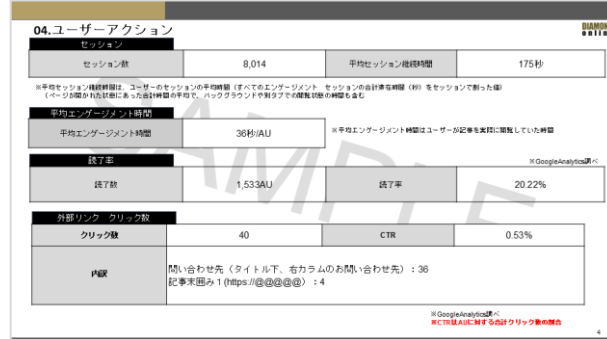 04.ユーザーアクション
DIAMOND
onlin
セッション
セッション数 8,014 平均セッション継続時間 175秒
※平均セッション継続時間は、ユーザーのセッションの平均時間（すべてのエンゲージメント セッションの合計滞在時間（秒）をセッションで割った値）
（ページが開かれた状態にあった合計時間の平均で、バックグラウンドや別タブでの閲覧状態の時間も含む
平均エンゲージメント時間
平均エンゲージメント時間 36秒/AU ※平均エンゲージメント時間はユーザーが記事を実際に閲覧していた時間
読了率
※GoogleAnalytics調べ
読了数 1,533AU 読了率 20.22%
外部リンク クリック数
クリック数 40 CTR 0.53%
内訳
問い合わせ先（タイトル下、右カラムのお問い合わせ先）：36
記事末囲み1(https://@@@@@）：4
※GoogleAnalytics調べ
※CTRはAUに対する合計クリック数の割合
4
SAMPLE